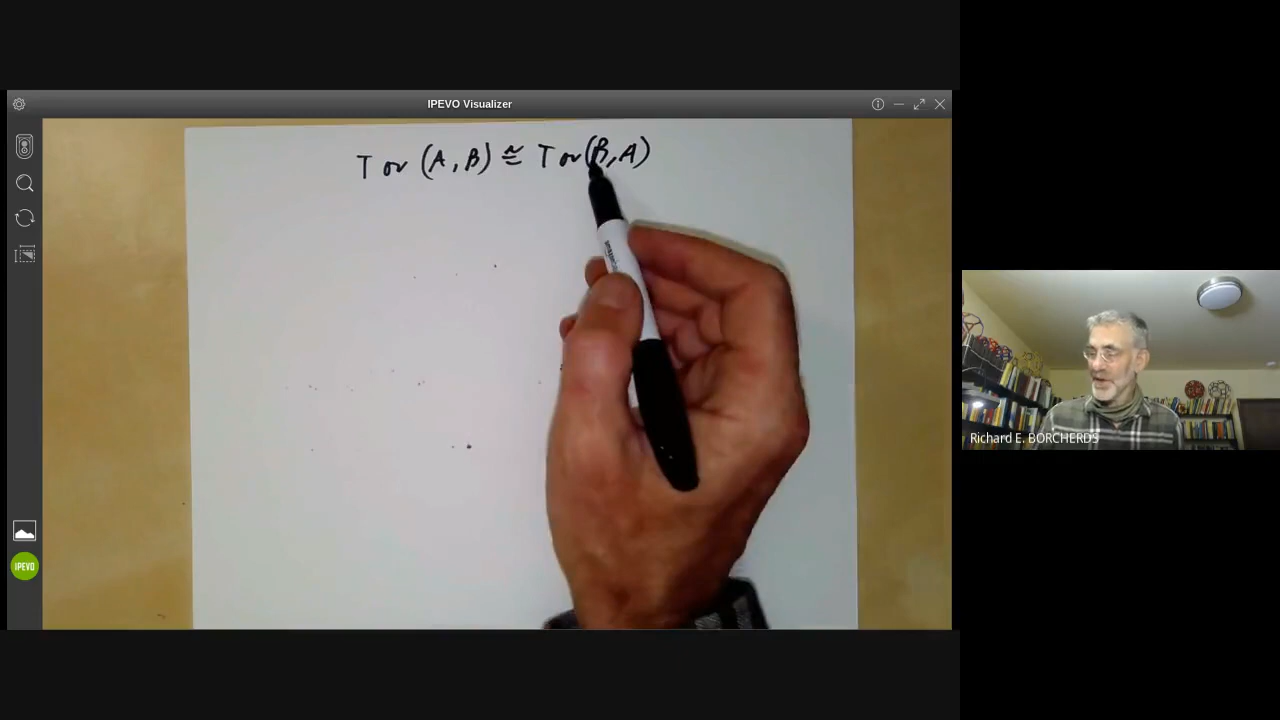 IPEVO Visualizer
Tor (A, B) ≅ Tor (B, A)
Richard E. BORCHERDS
IPEVO